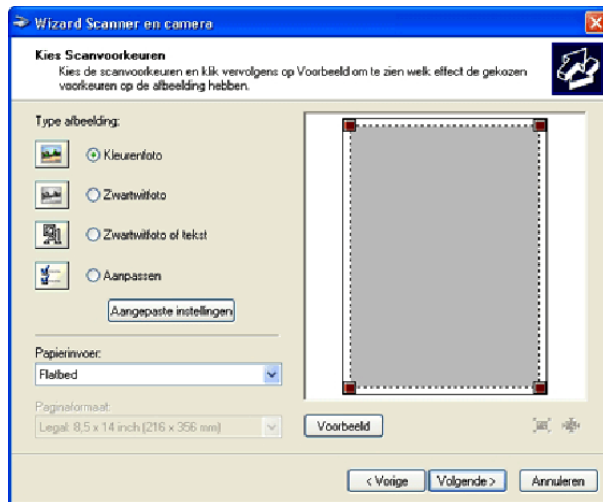 Wizard Scanner en camera
Kies Scanvoorkeuren
Kies de scanvoorkeuren en klik vervolgens op Voorbeeld om te zien welk effect de gekozen
voorkeuren op de afbeelding hebben.
Type afbeelding:
Kleurenfoto
Zwartwitfoto
Zwartwitfoto of tekst
Aanpassen
Aangepaste instellingen
Papierinvoer:
Flatbed
Paginaformaat:
Legal: 8,5 x 14 inch (216 x 356 mm)
Voorbeeld
< Vorige
Volgende >
Annuleren